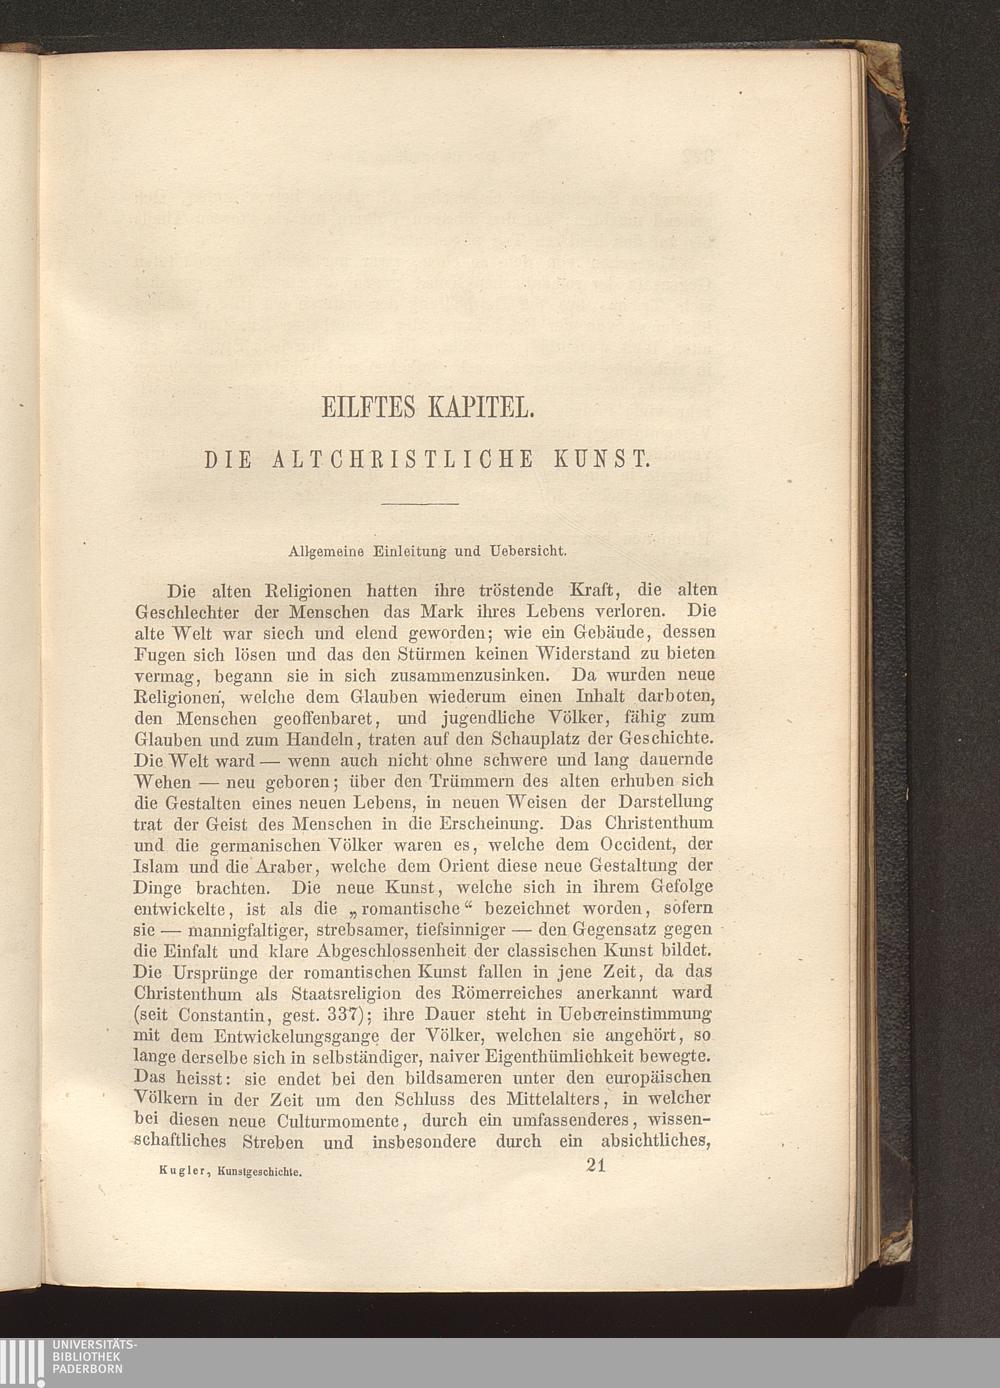 EILFTES KAPITEL.
DIE ALTCHRISTLICHE KUNST.
Allgemeine Einleitung und Uebersicht.
Die alten Religionen hatten ihre tröstende Kraft, die alten
Geschlechter der Menschen das Mark ihres Lebens verloren. Die
alte Welt war siech und elend geworden; wie ein Gebäude, dessen
Fugen sich lösen und das den Stürmen keinen Widerstand zu bieten
vermag, begann sie in sich zusammenzusinken. Da wurden neue
Religionen, welche dem Glauben wiederum einen Inhalt darboten,
den Menschen geoffenbaret, und jugendliche Völker, fähig zum
Glauben und zum Handeln, traten auf den Schauplatz der Geschichte.
Die Welt ward — wenn auch nicht ohne schwere und lang dauernde
Wehen — neu geboren; über den Trümmern des alten erhuben sich
die Gestalten eines neuen Lebens, in neuen Weisen der Darstellung
trat der Geist des Menschen in die Erscheinung. Das Christenthum
und die germanischen Völker waren es, welche dem Occident, der
Islam und die Araber, welche dem Orient diese neue Gestaltung der
Dinge brachten. Die neue Kunst, welche sich in ihrem Gefolge
entwickelte, ist als die „romantische“ bezeichnet worden, sofern
sie — mannigfaltiger, strebsamer, tiefsinniger — den Gegensatz gegen
die Einfalt und klare Abgeschlossenheit der classischen Kunst bildet.
Die Ursprünge der romantischen Kunst fallen in jene Zeit, da das
Christenthum als Staatsreligion des Römerreiches anerkannt ward
(seit Constantin, gest. 337); ihre Dauer steht in Uebereinstimmung
mit dem Entwickelungsgange der Völker, welchen sie angehört, so
lange derselbe sich in selbständiger, naiver Eigenthümlichkeit bewegte.
Das heisst: sie endet bei den bildsameren unter den europäischen
Völkern in der Zeit um den Schluss des Mittelalters, in welcher
bei diesen neue Culturmomente, durch ein umfassenderes, wissen-
schaftliches Streben und insbesondere durch ein absichtliches,
Kugler, Kunstgeschichte. 21
UNIVERSITÄTS-
BIBLIOTHEK
PADERBORN